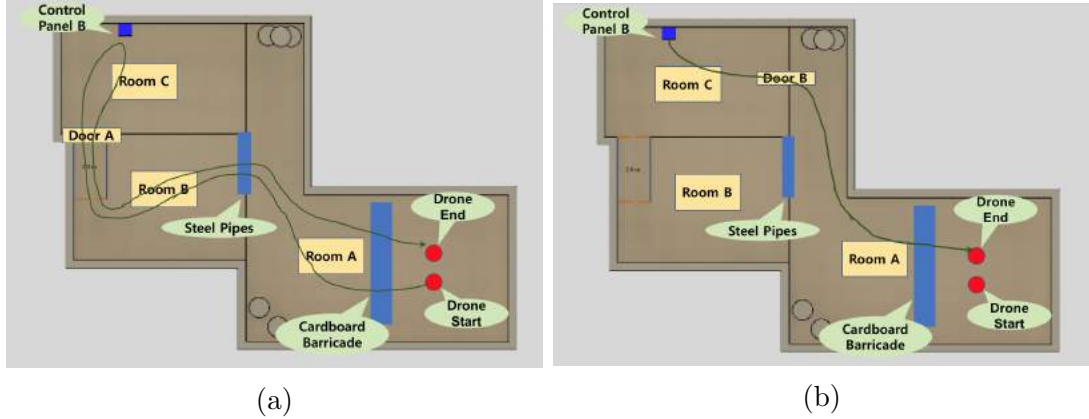 Control
Panel B
Room C
Door A
Room B
Steel Pipes
Room A
Drone
End
Drone
Start
Cardboard
Barricade
(a)
Control
Panel B
Door B
Room C
Room B
Steel Pipes
Room A
Drone
End
Drone
Start
Cardboard
Barricade
(b)